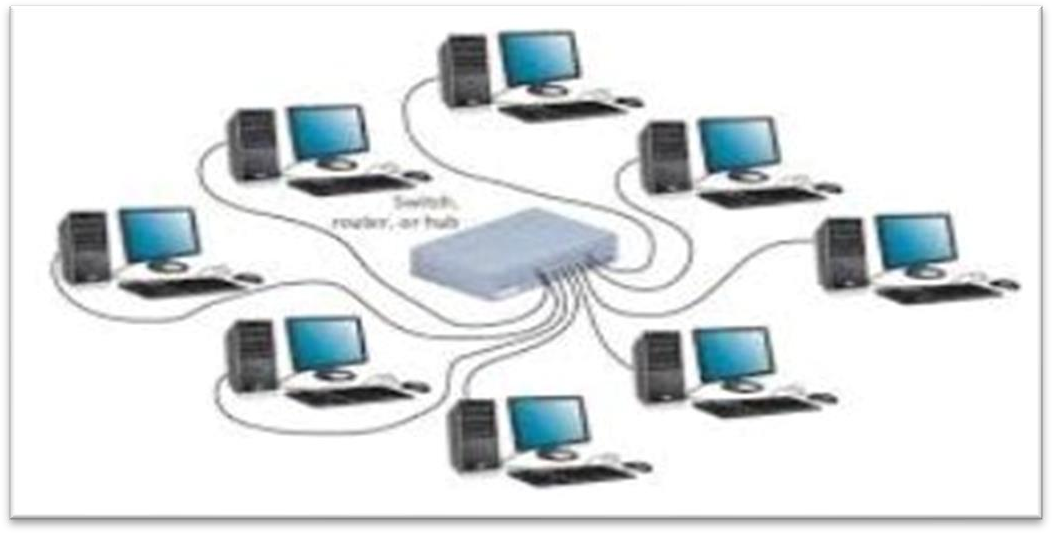 Switch,
router, or hub